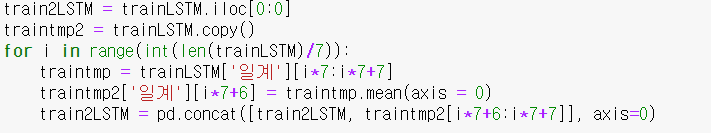 train2LSTM = trainLSTM.iloc[0:0]
traintmp2 = trainLSTM.copy()
for i in range(int(len(trainLSTM)/7)):
    traintmp = trainLSTM['일계'][i*7:i*7+7]
    traintmp2['일계'][i*7+6] = traintmp.mean(axis = 0)
    train2LSTM = pd.concat([train2LSTM, traintmp2[i*7+6:i*7+7]], axis=0)